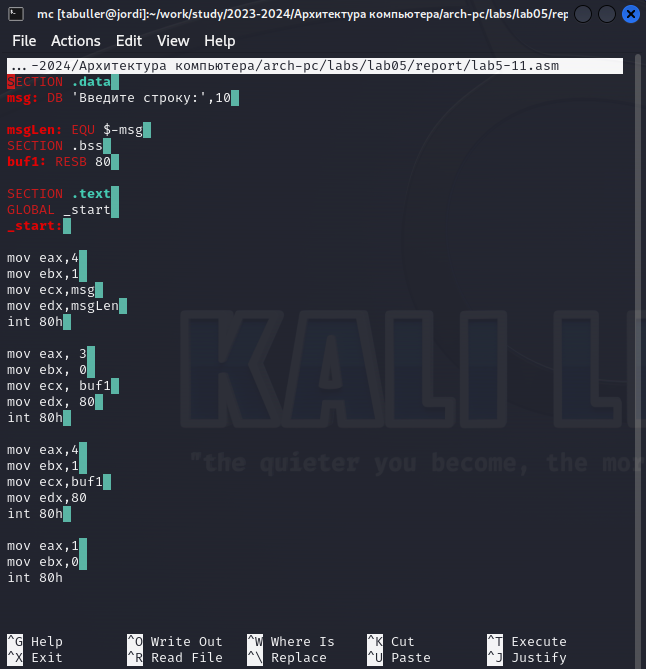 mc [tabuller@jordi]:~/work/study/2023-2024/Архитектура компьютера/arch-pc/labs/lab05/rep
File Actions Edit View Help
...-2024/Архитектура компьютера/arch-pc/labs/lab05/report/lab5-11.asm
SECTION .data
msg: DB 'Введите строку:',10
msgLen: EQU $-msg
SECTION .bss
buf1: RESB 80
SECTION .text
GLOBAL _start
_start:
mov eax,4
mov ebx,1
mov ecx,msg
mov edx,msgLen
int 80h
mov eax, 3
mov ebx, 0
mov ecx, buf1
mov edx, 80
int 80h
mov eax,4
mov ebx,1
mov ecx,buf1
mov edx,80
int 80h
mov eax,1
mov ebx,0
int 80h
KALI LI
"the quieter you become, the mor
^G Help ^O Write Out ^W Where Is ^K Cut ^T Execute
^X Exit ^R Read File ^\ Replace ^U Paste ^J Justify